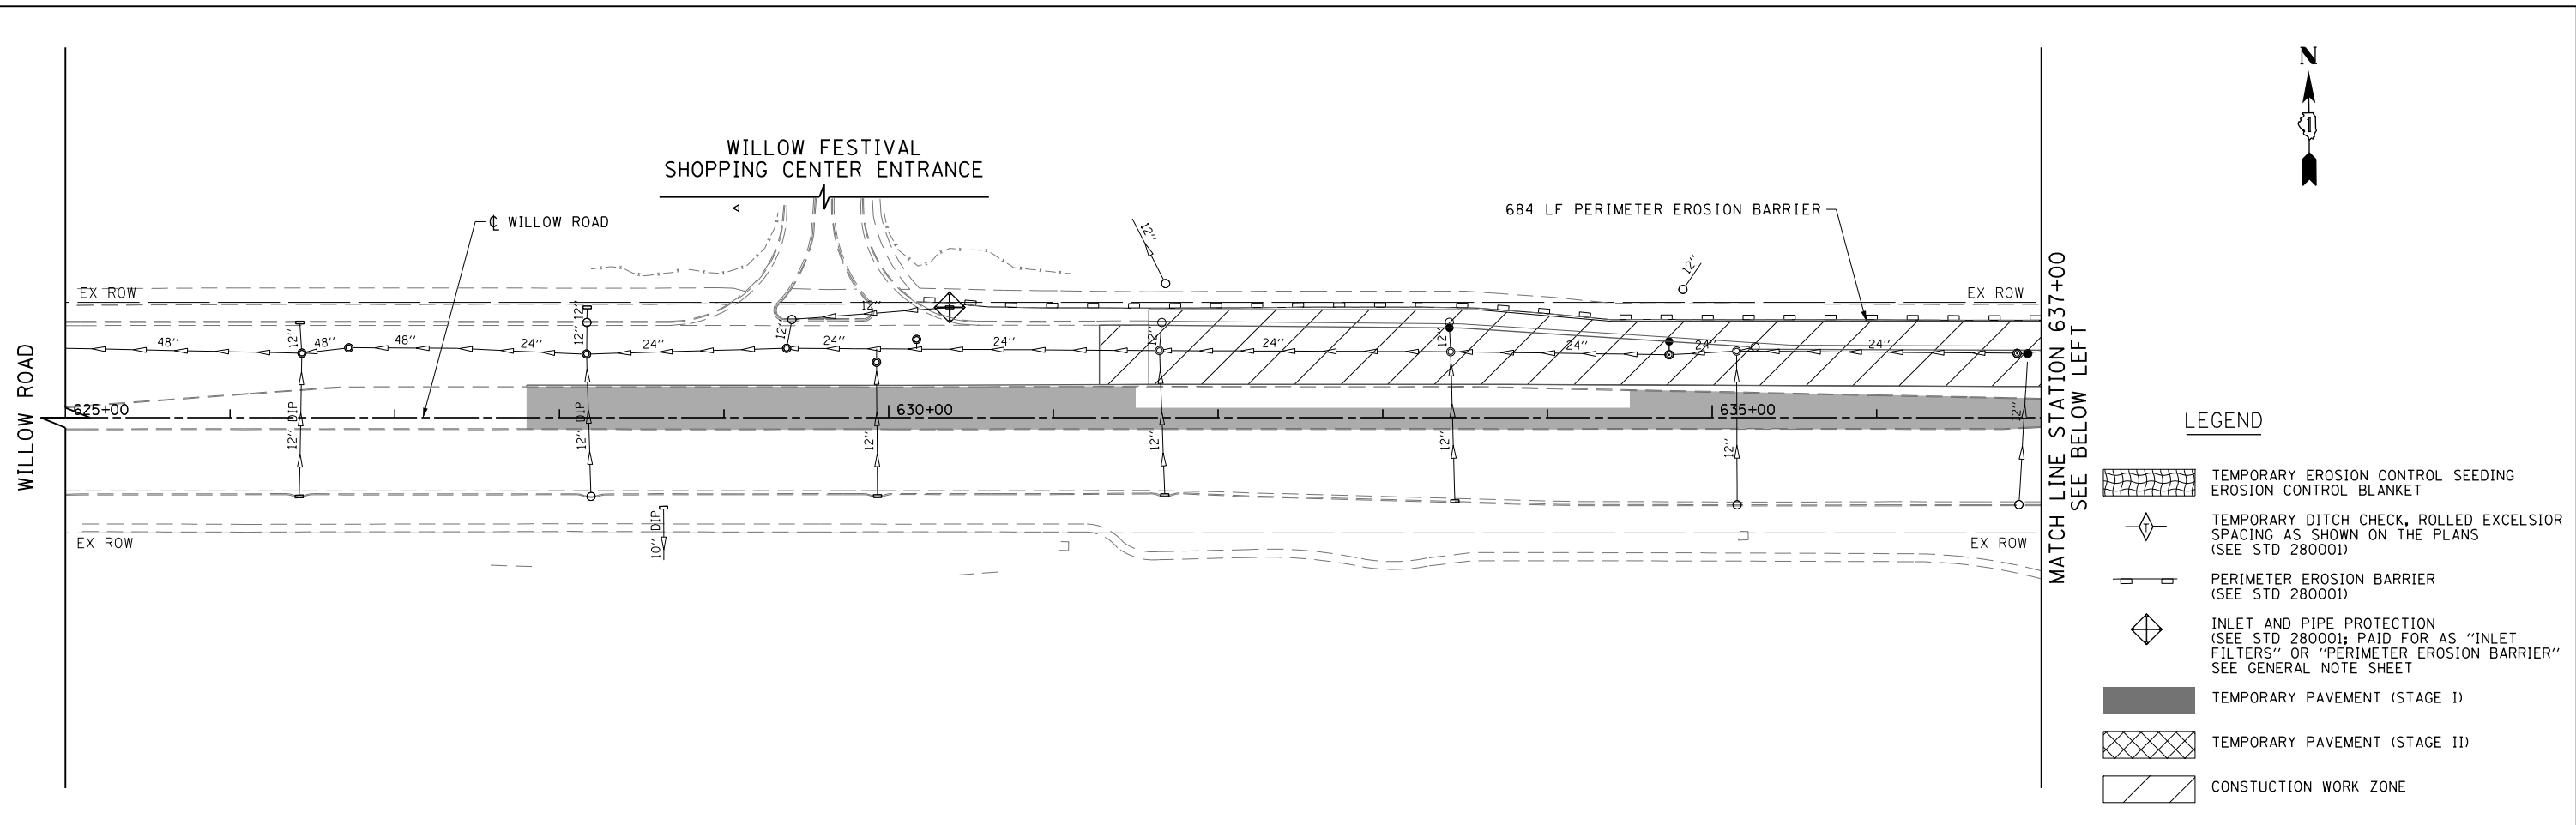 N
WILLOW FESTIVAL
SHOPPING CENTER ENTRANCE
℄ WILLOW ROAD
684 LF PERIMETER EROSION BARRIER
12"
12"
EX ROW
EX ROW
12"
12"
12"
12"
12"
12"
12"
12"
48"
48"
48"
24"
24"
24"
24"
24"
24"
24"
24"
WILLOW ROAD
625+00
630+00
635+00
12" DIP
12" DIP
12"
12"
12"
12"
12"
10" DIP
EX ROW
EX ROW
MATCH LINE STATION 637+00
SEE BELOW LEFT
LEGEND
TEMPORARY EROSION CONTROL SEEDING
EROSION CONTROL BLANKET
T
TEMPORARY DITCH CHECK, ROLLED EXCELSIOR
SPACING AS SHOWN ON THE PLANS
(SEE STD 280001)
PERIMETER EROSION BARRIER
(SEE STD 280001)
INLET AND PIPE PROTECTION
(SEE STD 280001; PAID FOR AS "INLET
FILTERS" OR "PERIMETER EROSION BARRIER"
SEE GENERAL NOTE SHEET
TEMPORARY PAVEMENT (STAGE I)
TEMPORARY PAVEMENT (STAGE II)
CONSTUCTION WORK ZONE